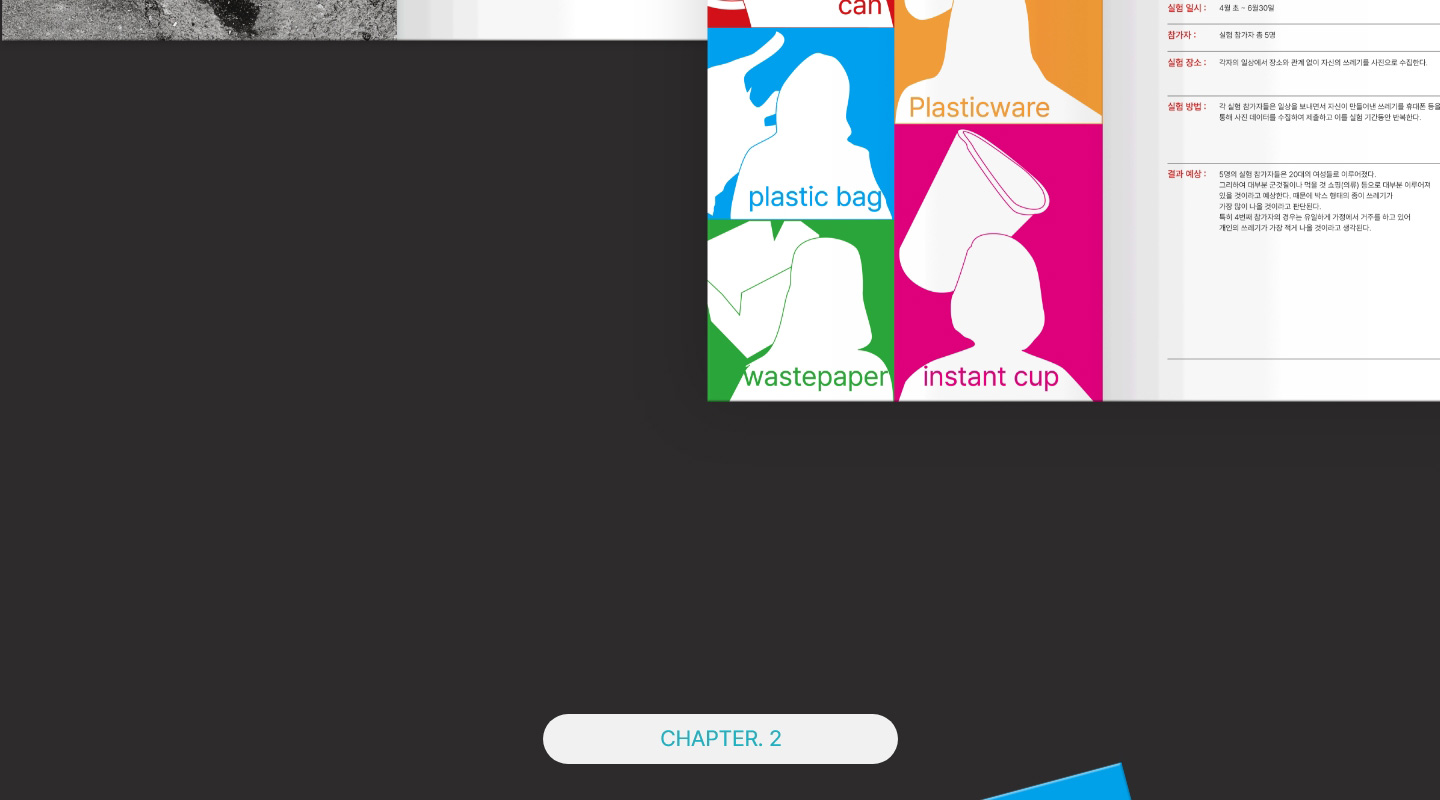 can
plastic bag
wastepaper
Plasticware
instant cup
실험 일시 : 4월 초 ~ 6월30일
참가자 : 실험 참가자 총 5명
실험 장소 : 각자의 일상에서 장소와 관계 없이 자신의 쓰레기를 사진으로 수집한다.
실험 방법 : 각 실험 참가자들은 일상을 보내면서 자신이 만들어낸 쓰레기를 휴대폰 등을
통해 사진 데이터를 수집하여 제출하고 이를 실험 기간동안 반복한다.
결과 예상 : 5명의 실험 참가자들은 20대의 여성들로 이루어졌다.
그리하여 대부분 군것질이나 먹을 것 쇼핑(의류) 등으로 대부분 이루어져
있을 것이라고 예상한다. 때문에 박스 형태의 종이 쓰레기가
가장 많이 나올 것이라고 판단된다.
특히 4번째 참가자의 경우는 유일하게 가정에서 거주를 하고 있어
개인의 쓰레기가 가장 적게 나올 것이라고 생각된다.
CHAPTER. 2